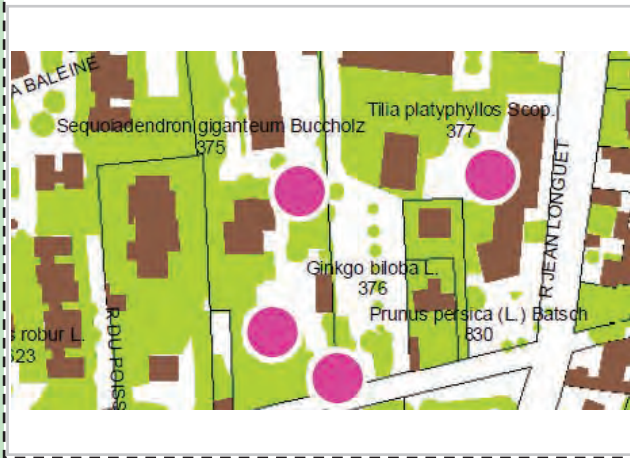 A BALEINE
Tilia platyphyllos Scop.
377
Sequoiadendron giganteum Buccholz
375
R JEAN LONGUET
Ginkgo biloba L.
376
Prunus persica (L.) Batsch
830
s robur L.
523
R DU POISS